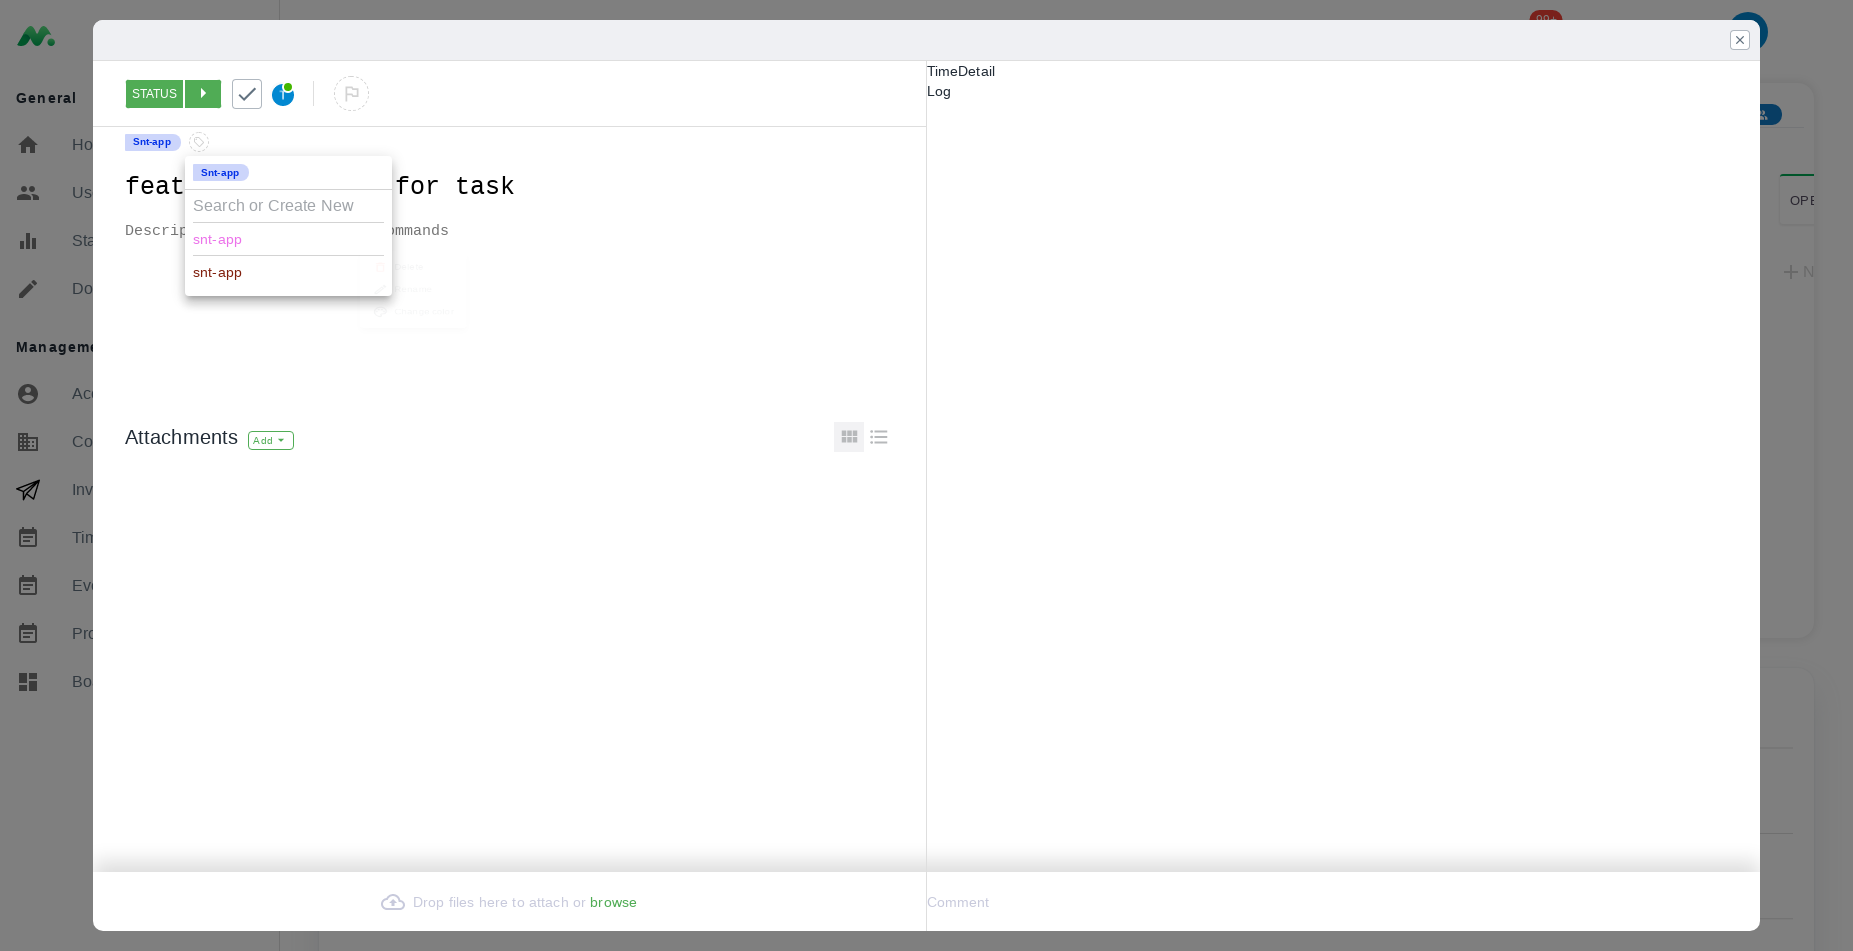 99+
General
Ho
Us
Sta
Do
Manageme
Acc
Co
Inv
Tim
Eve
Pro
Bo
STATUS
T
Snt-app
Snt-app
Search or Create New
snt-app
snt-app
feat for task
Descrip ommands
Attachments
Add
Drop files here to attach or browse
TimeDetail
Log
Comment
OPE
N